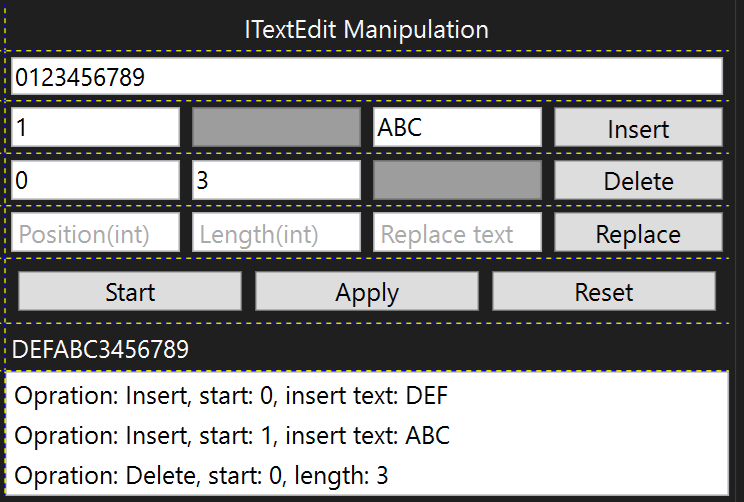 ITextEdit Manipulation
0123456789
1 ABC Insert
0 3 Delete
Position(int) Length(int) Replace text Replace
Start Apply Reset
DEFABC3456789
Opration: Insert, start: 0, insert text: DEF
Opration: Insert, start: 1, insert text: ABC
Opration: Delete, start: 0, length: 3